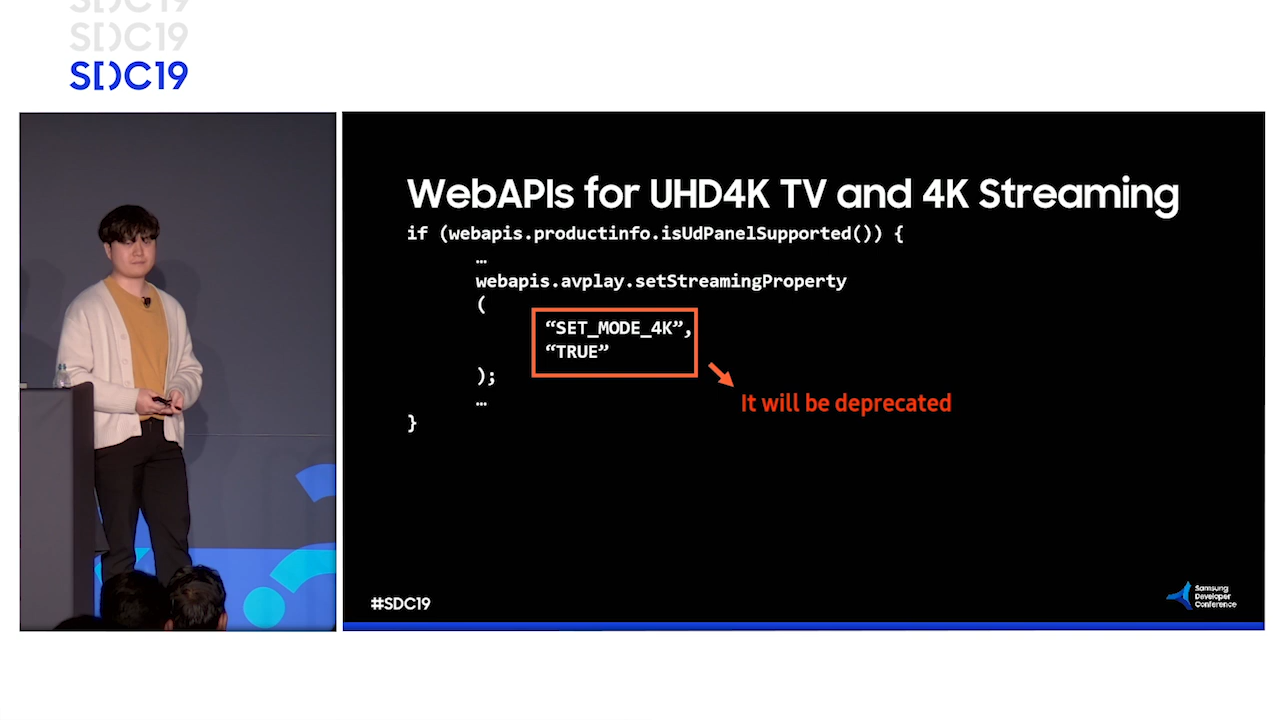 SDC19
SDC19
SDC19
WebAPIs for UHD4K TV and 4K Streaming
if (webapis.productinfo.isUdPanelSupported()) {
…
webapis.avplay.setStreamingProperty
(
“SET_MODE_4K”,
“TRUE”
);
…
}
It will be deprecated
#SDC19
Samsung
Developer
Conference